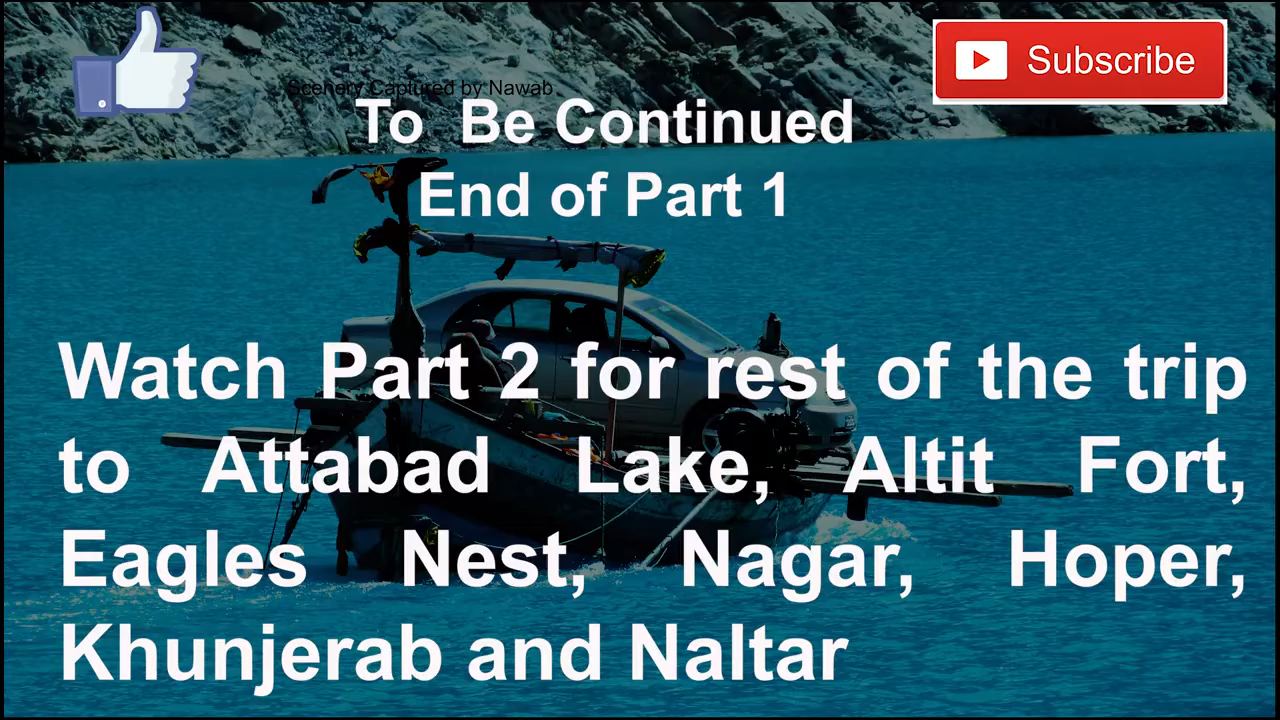 Subscribe
Scenery Captured by Nawab
To Be Continued
End of Part 1
Watch Part 2 for rest of the trip
to Attabad Lake, Altit Fort,
Eagles Nest, Nagar, Hoper,
Khunjerab and Naltar